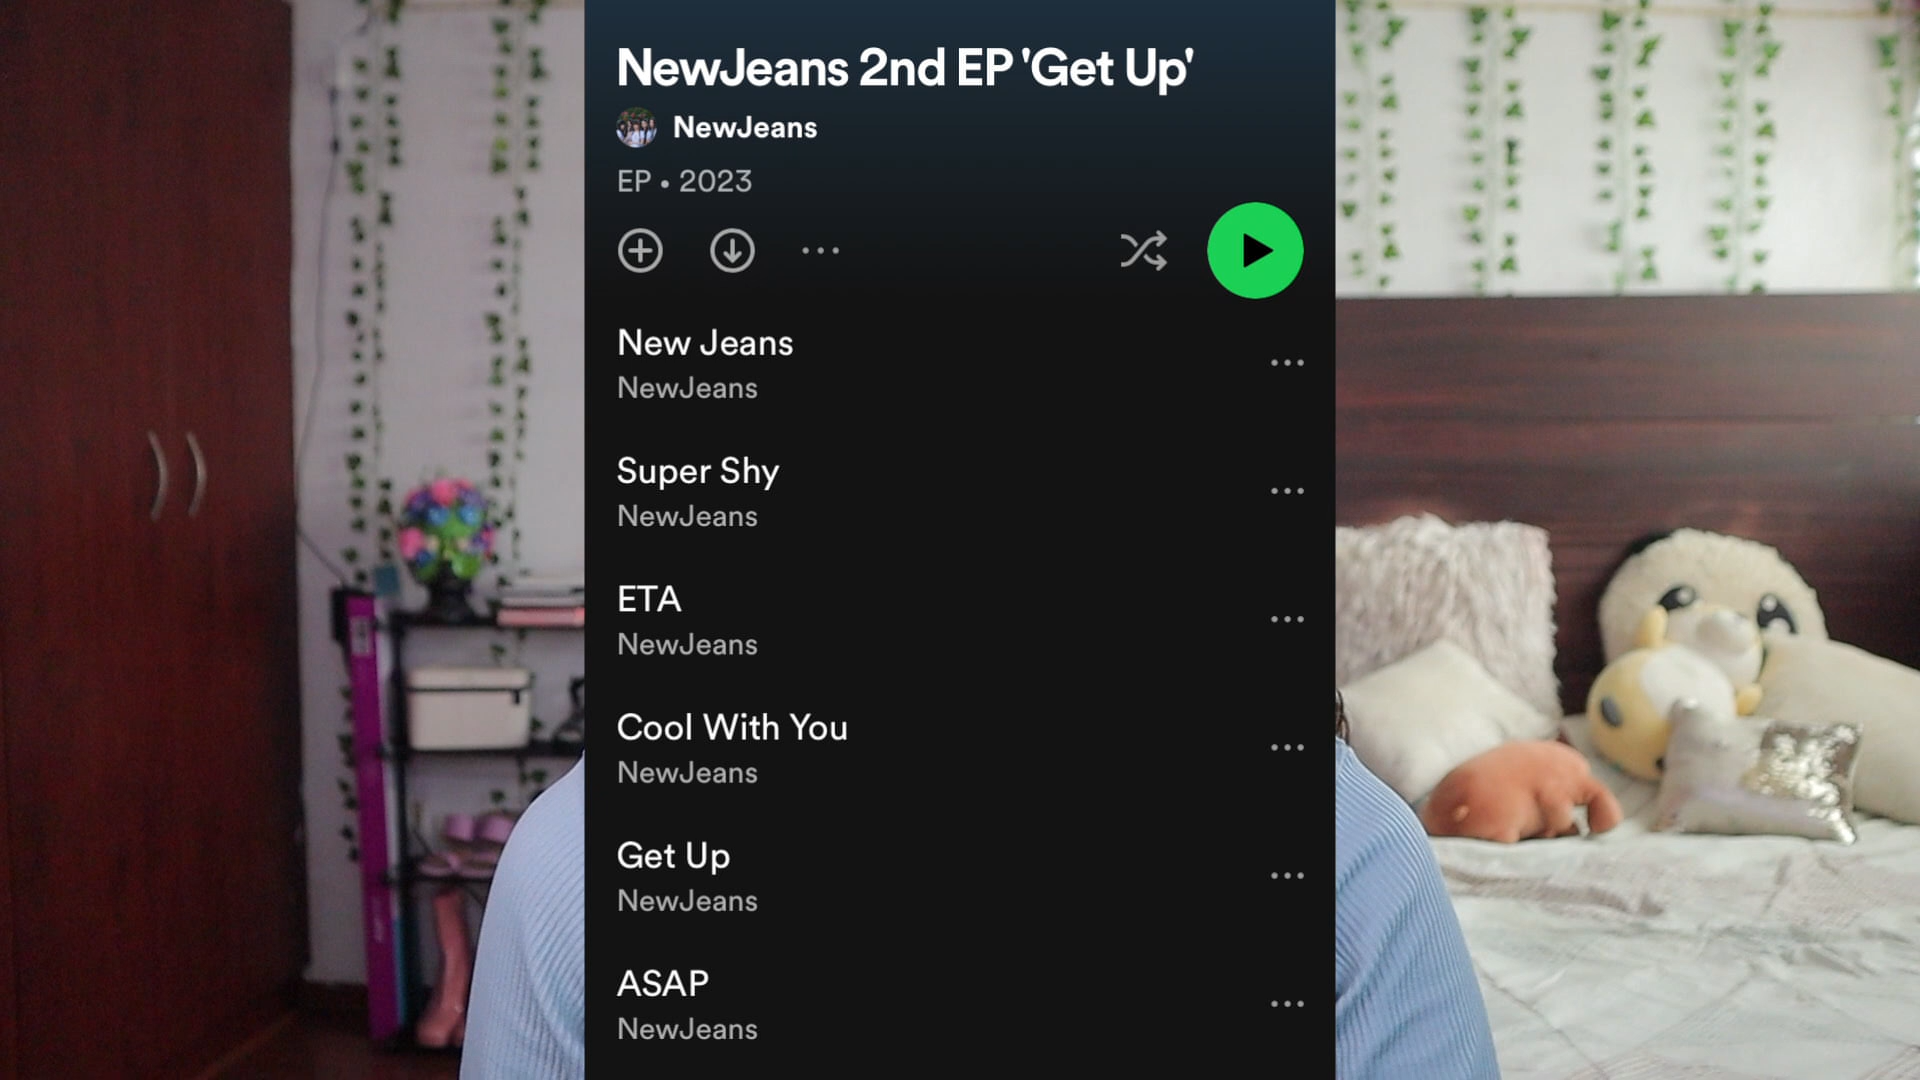 NewJeans 2nd EP 'Get Up'
NewJeans
EP • 2023
New Jeans
NewJeans
Super Shy
NewJeans
ETA
NewJeans
Cool With You
NewJeans
Get Up
NewJeans
ASAP
NewJeans